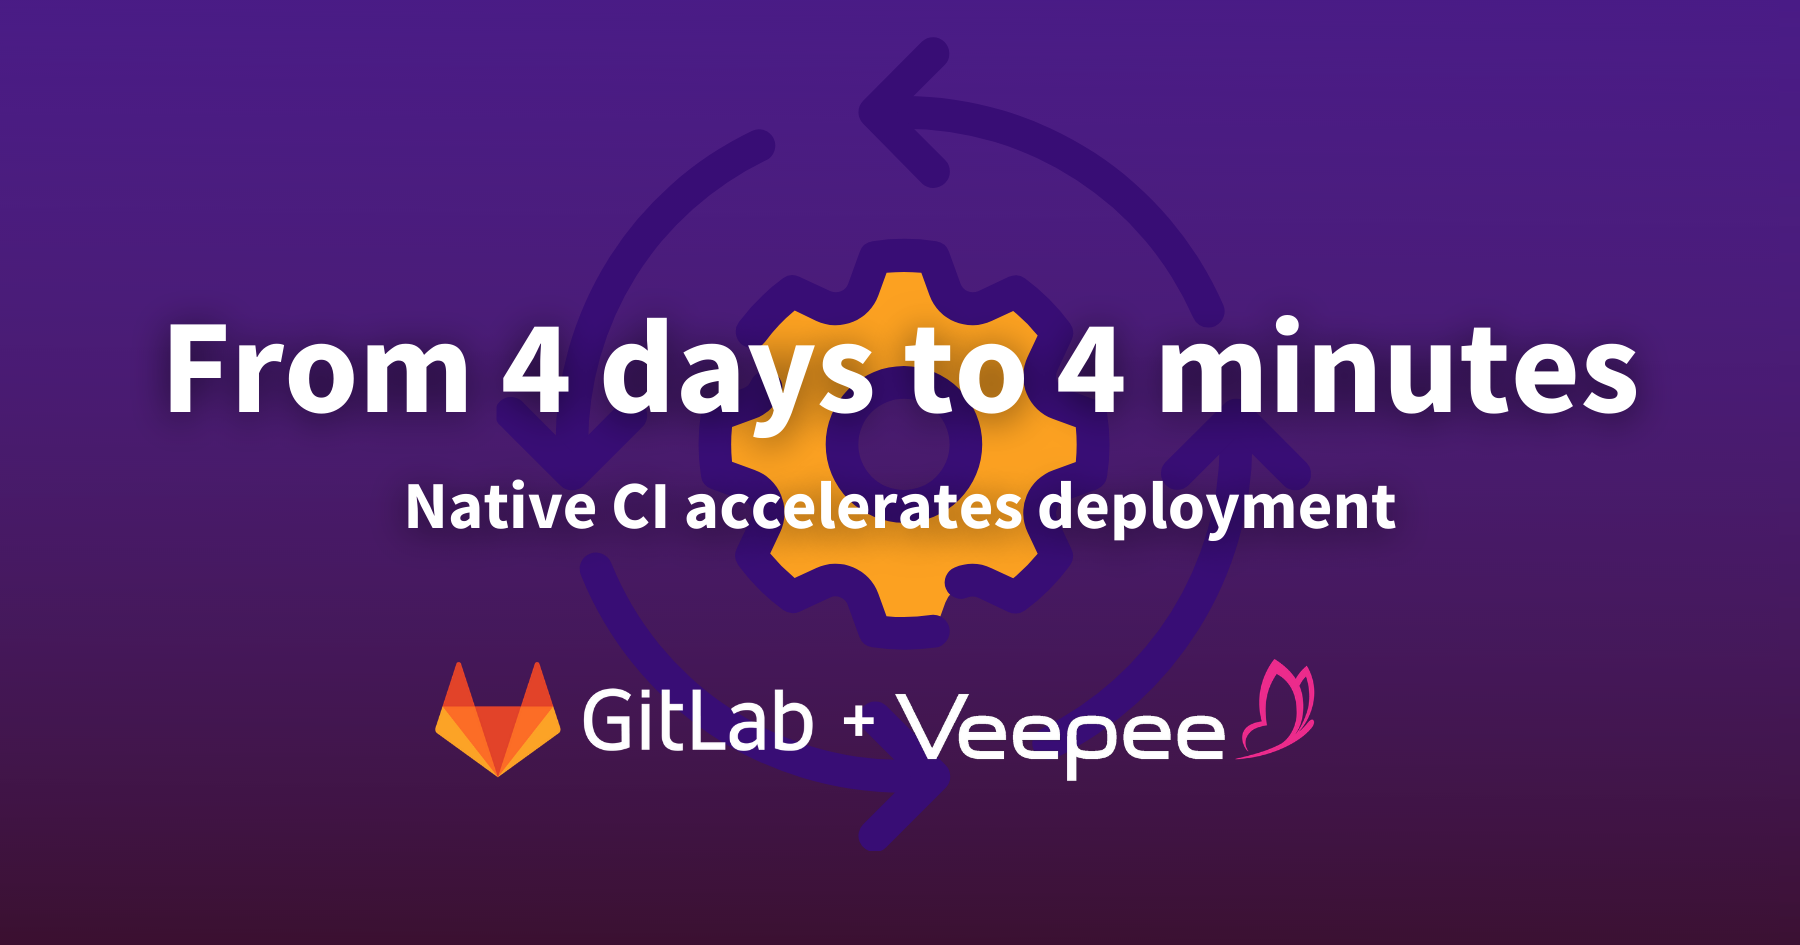 From 4 days to 4 minutes
Native CI accelerates deployment
GitLab + Veepee